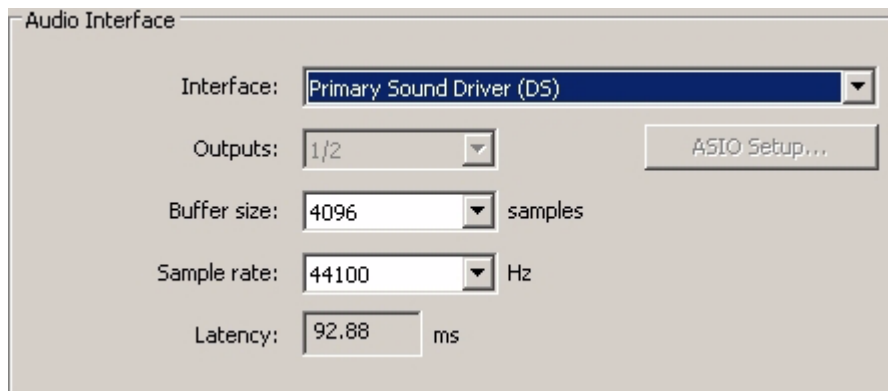 Audio Interface
Interface: Primary Sound Driver (DS)
Outputs: 1/2 ASIO Setup...
Buffer size: 4096 samples
Sample rate: 44100 Hz
Latency: 92.88 ms